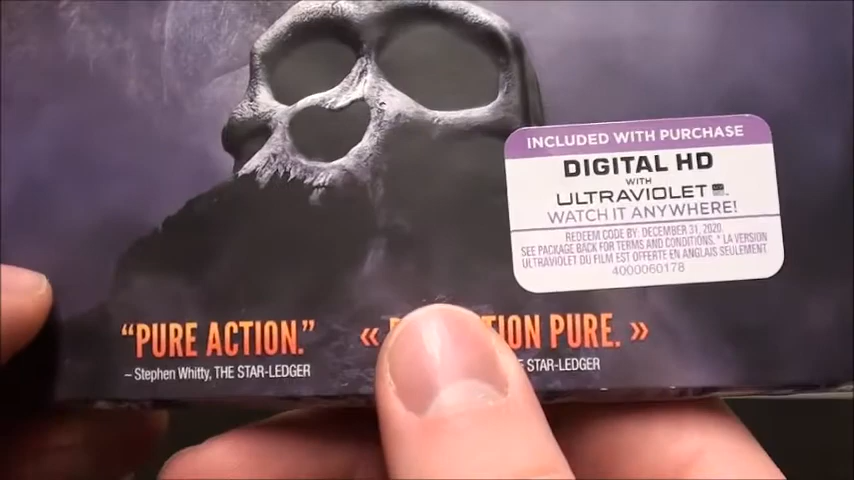 INCLUDED WITH PURCHASE
DIGITAL HD
WITH
ULTRAVIOLET
WATCH IT ANYWHERE!
REDEEM CODE BY: DECEMBER 31, 2020.
SEE PACKAGE BACK FOR TERMS AND CONDITIONS. * LA VERSION
ULTRAVIOLET DU FILM EST OFFERTE EN ANGLAIS SEULEMENT
4000060178
“PURE ACTION.”
– Stephen Whitty, THE STAR-LEDGER
« PURE. »
STAR-LEDGER